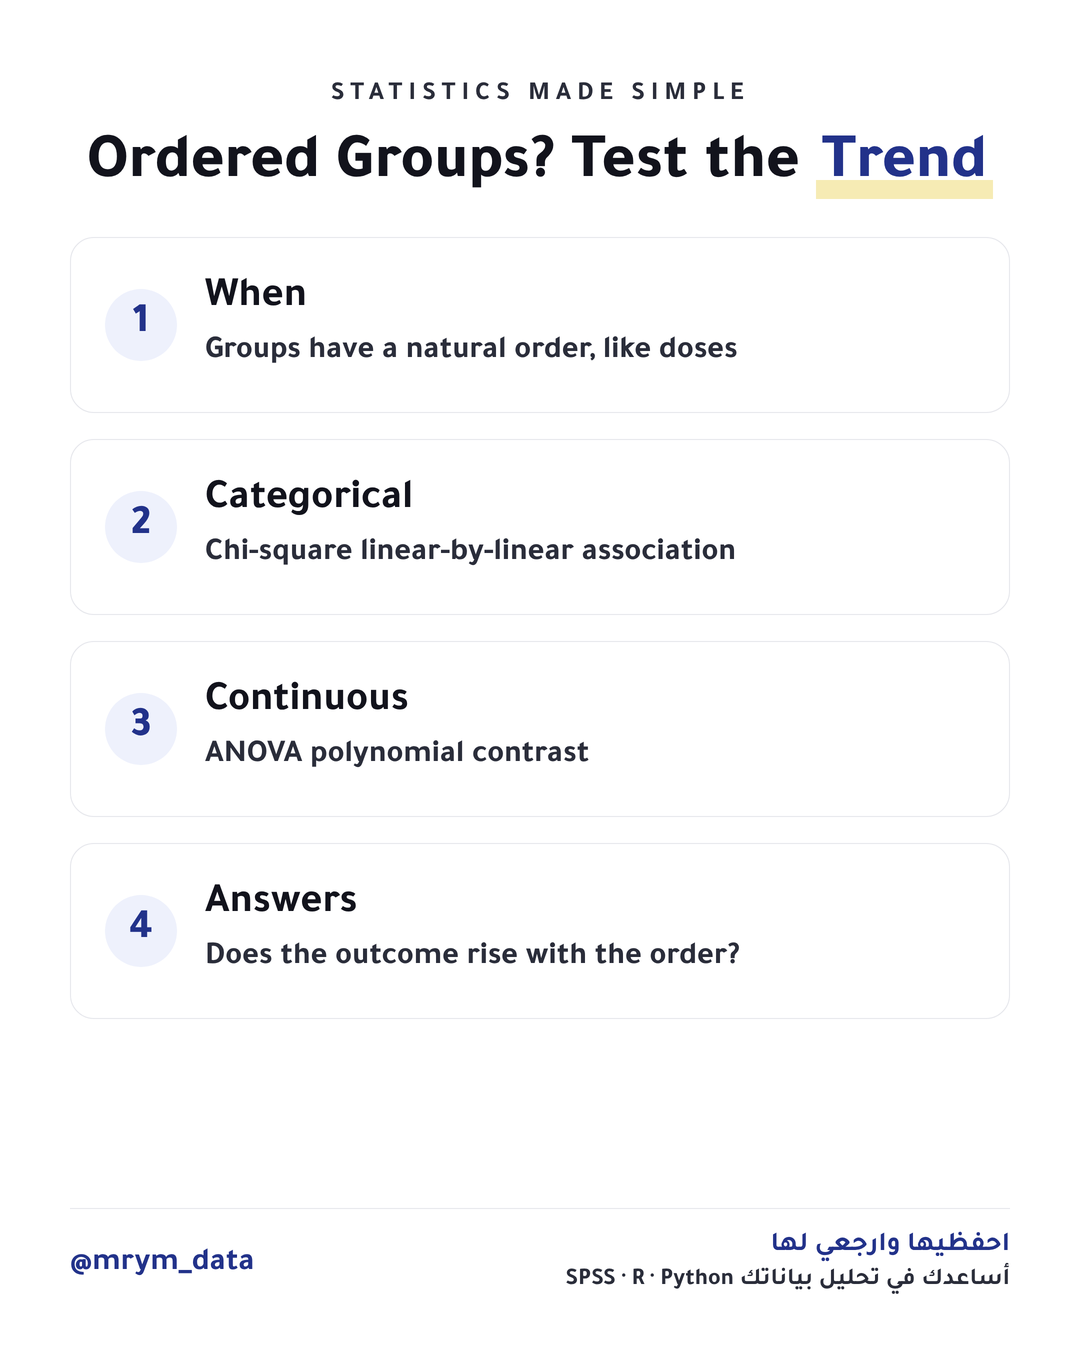 STATISTICS MADE SIMPLE
Ordered Groups? Test the Trend
1
When
Groups have a natural order, like doses
2
Categorical
Chi-square linear-by-linear association
3
Continuous
ANOVA polynomial contrast
4
Answers
Does the outcome rise with the order?
@mrym_data
احفظيها وارجعي لها
أساعدك في تحليل بياناتك SPSS · R · Python